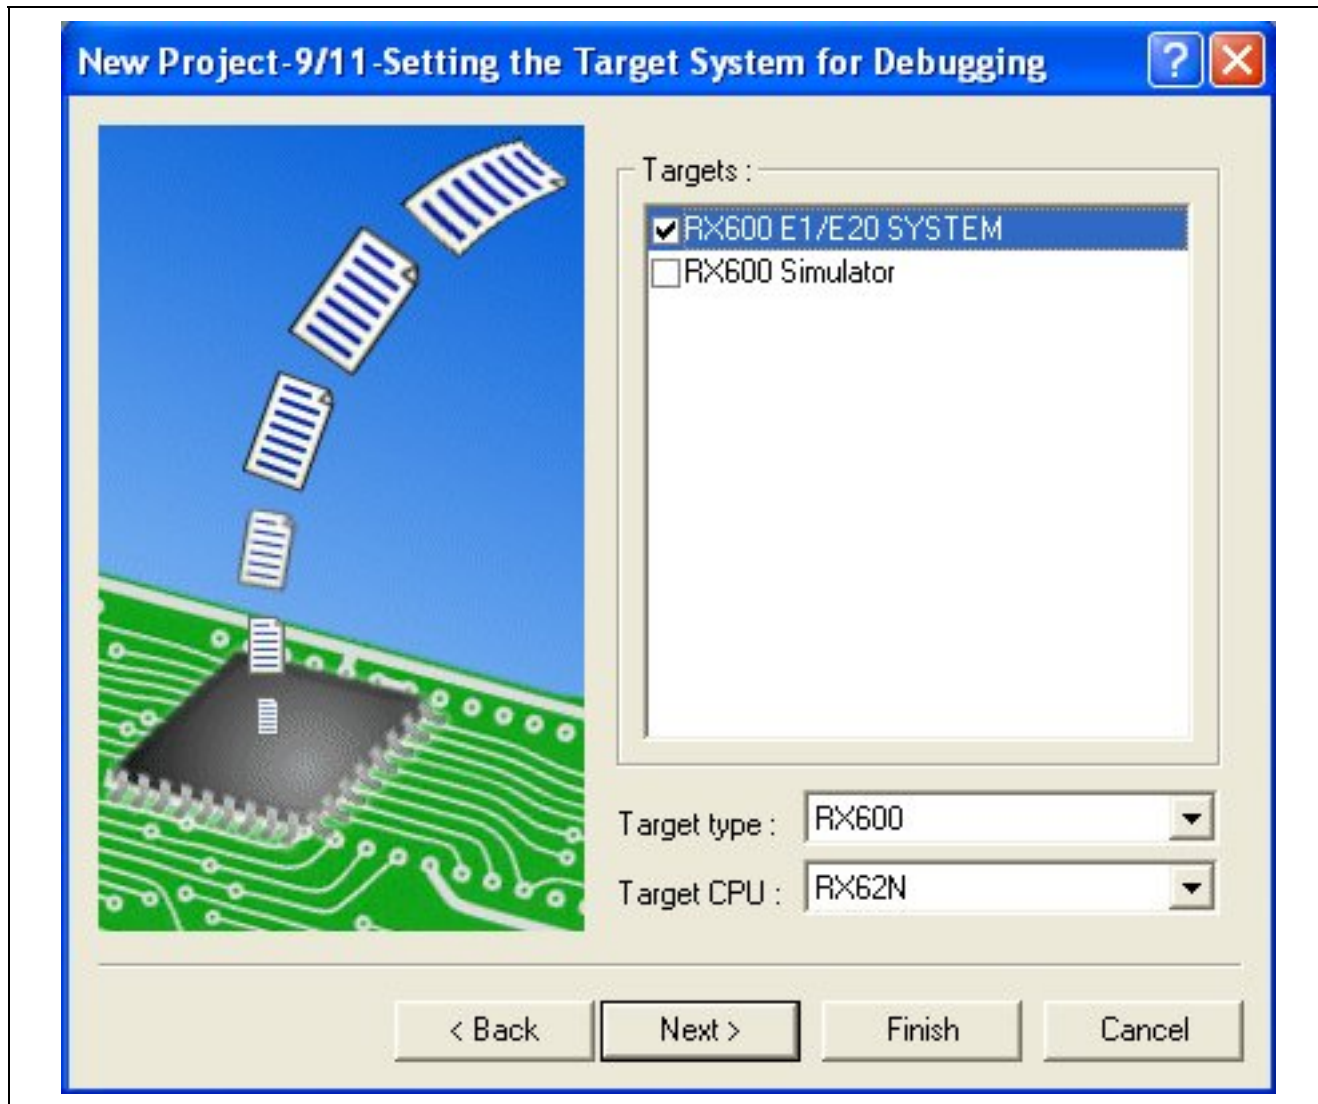 New Project-9/11-Setting the Target System for Debugging
Targets :
RX600 E1/E20 SYSTEM
RX600 Simulator
Target type : RX600
Target CPU : RX62N
< Back Next > Finish Cancel